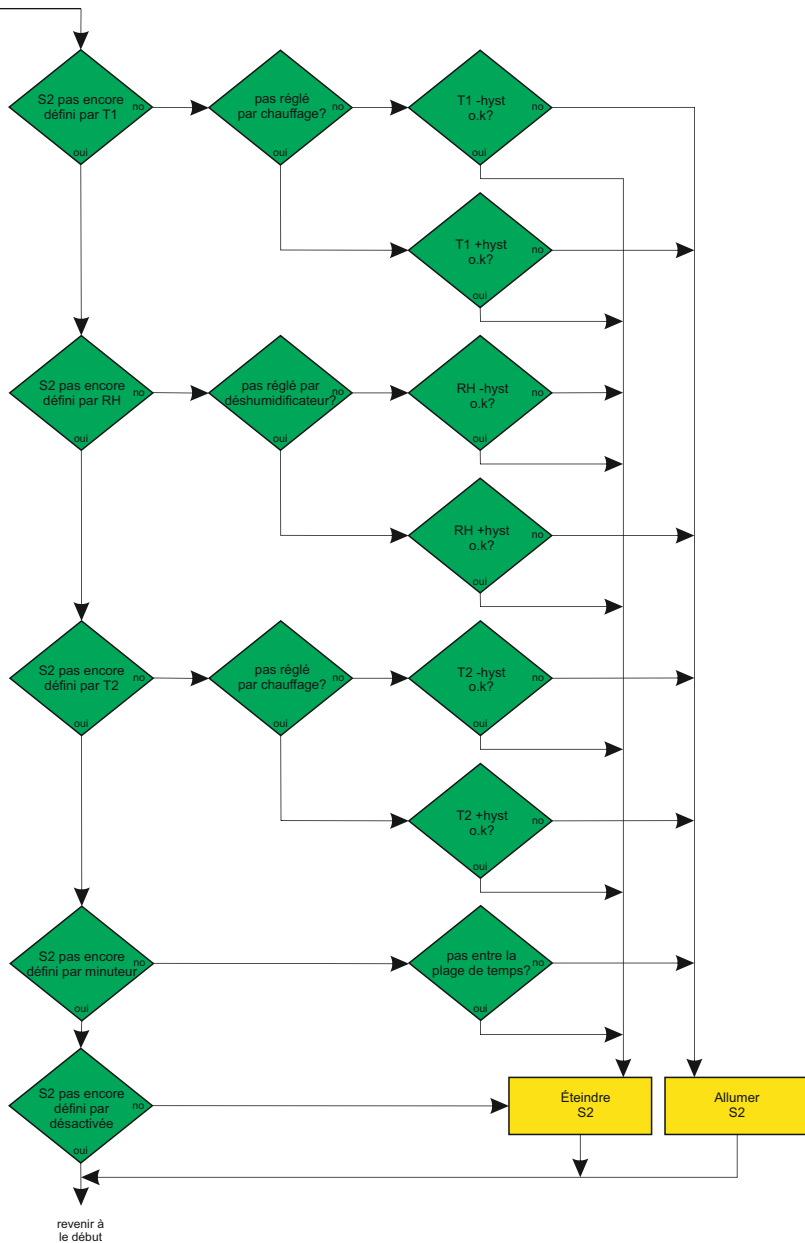 S2 pas encore
défini par T1
no
oui
pas réglé
par chauffage?
no
oui
T1 -hyst
o.k?
no
oui
T1 +hyst
o.k?
no
oui
S2 pas encore
défini par RH
no
oui
pas réglé par
déshumidificateur?
no
oui
RH -hyst
o.k?
no
oui
RH +hyst
o.k?
no
oui
S2 pas encore
défini par T2
no
oui
pas réglé
par chauffage?
no
oui
T2 -hyst
o.k?
no
oui
T2 +hyst
o.k?
no
oui
S2 pas encore
défini par minuteur
no
oui
pas entre la
plage de temps?
no
oui
S2 pas encore
défini par
désactivée
no
oui
Éteindre
S2
Allumer
S2
revenir à
le début